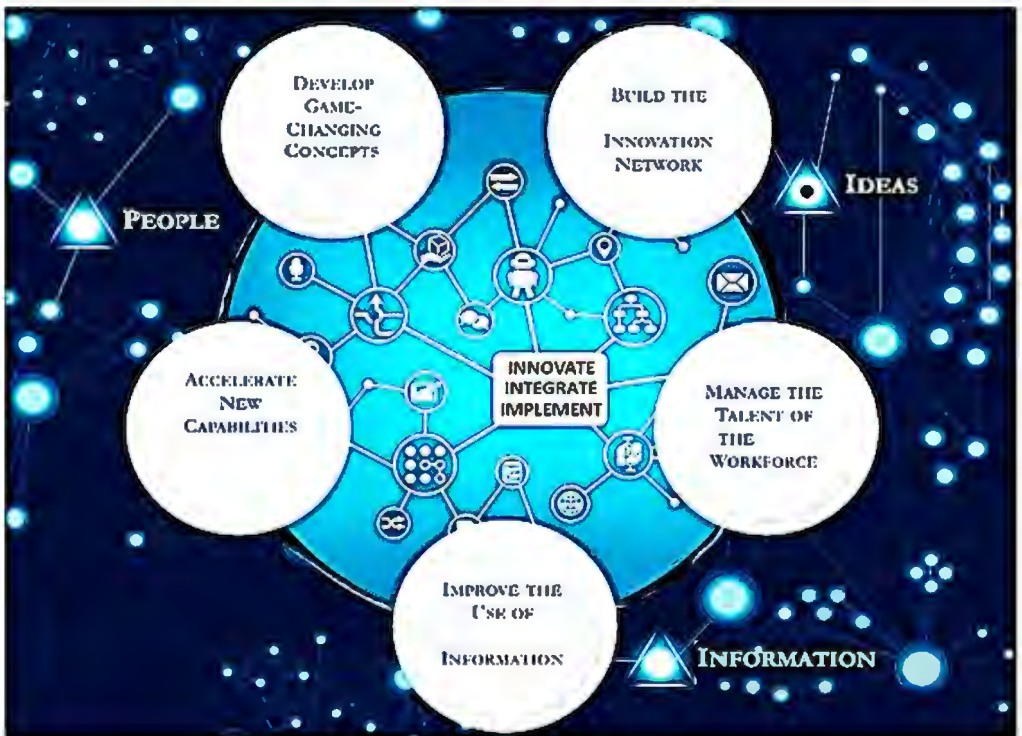 DEVELOP
GAME-
CHANGING
CONCEPTS
BUILD THE
INNOVATION
NETWORK
PEOPLE
IDEAS
INNOVATE
INTEGRATE
IMPLEMENT
ACCELERATE
NEW
CAPABILITIES
MANAGE THE
TALENT OF
THE
WORKFORCE
IMPROVE THE
USE OF
INFORMATION
INFORMATION